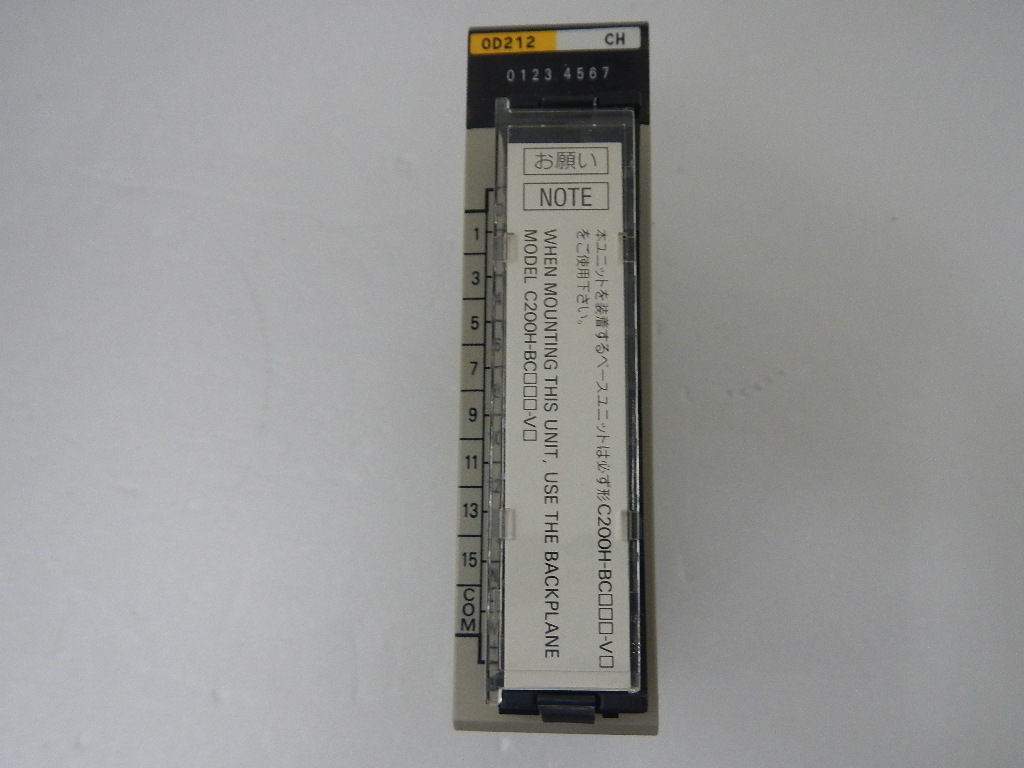 OD212 CH
0123 4567
お願い
NOTE
本ユニットを装着するベースユニットは必ず形C200H-BC□□□-V□
をご使用下さい。
WHEN MOUNTING THIS UNIT, USE THE BACKPLANE
MODEL C200H-BC□□□-V□
1
3
5
7
9
11
13
15
COM